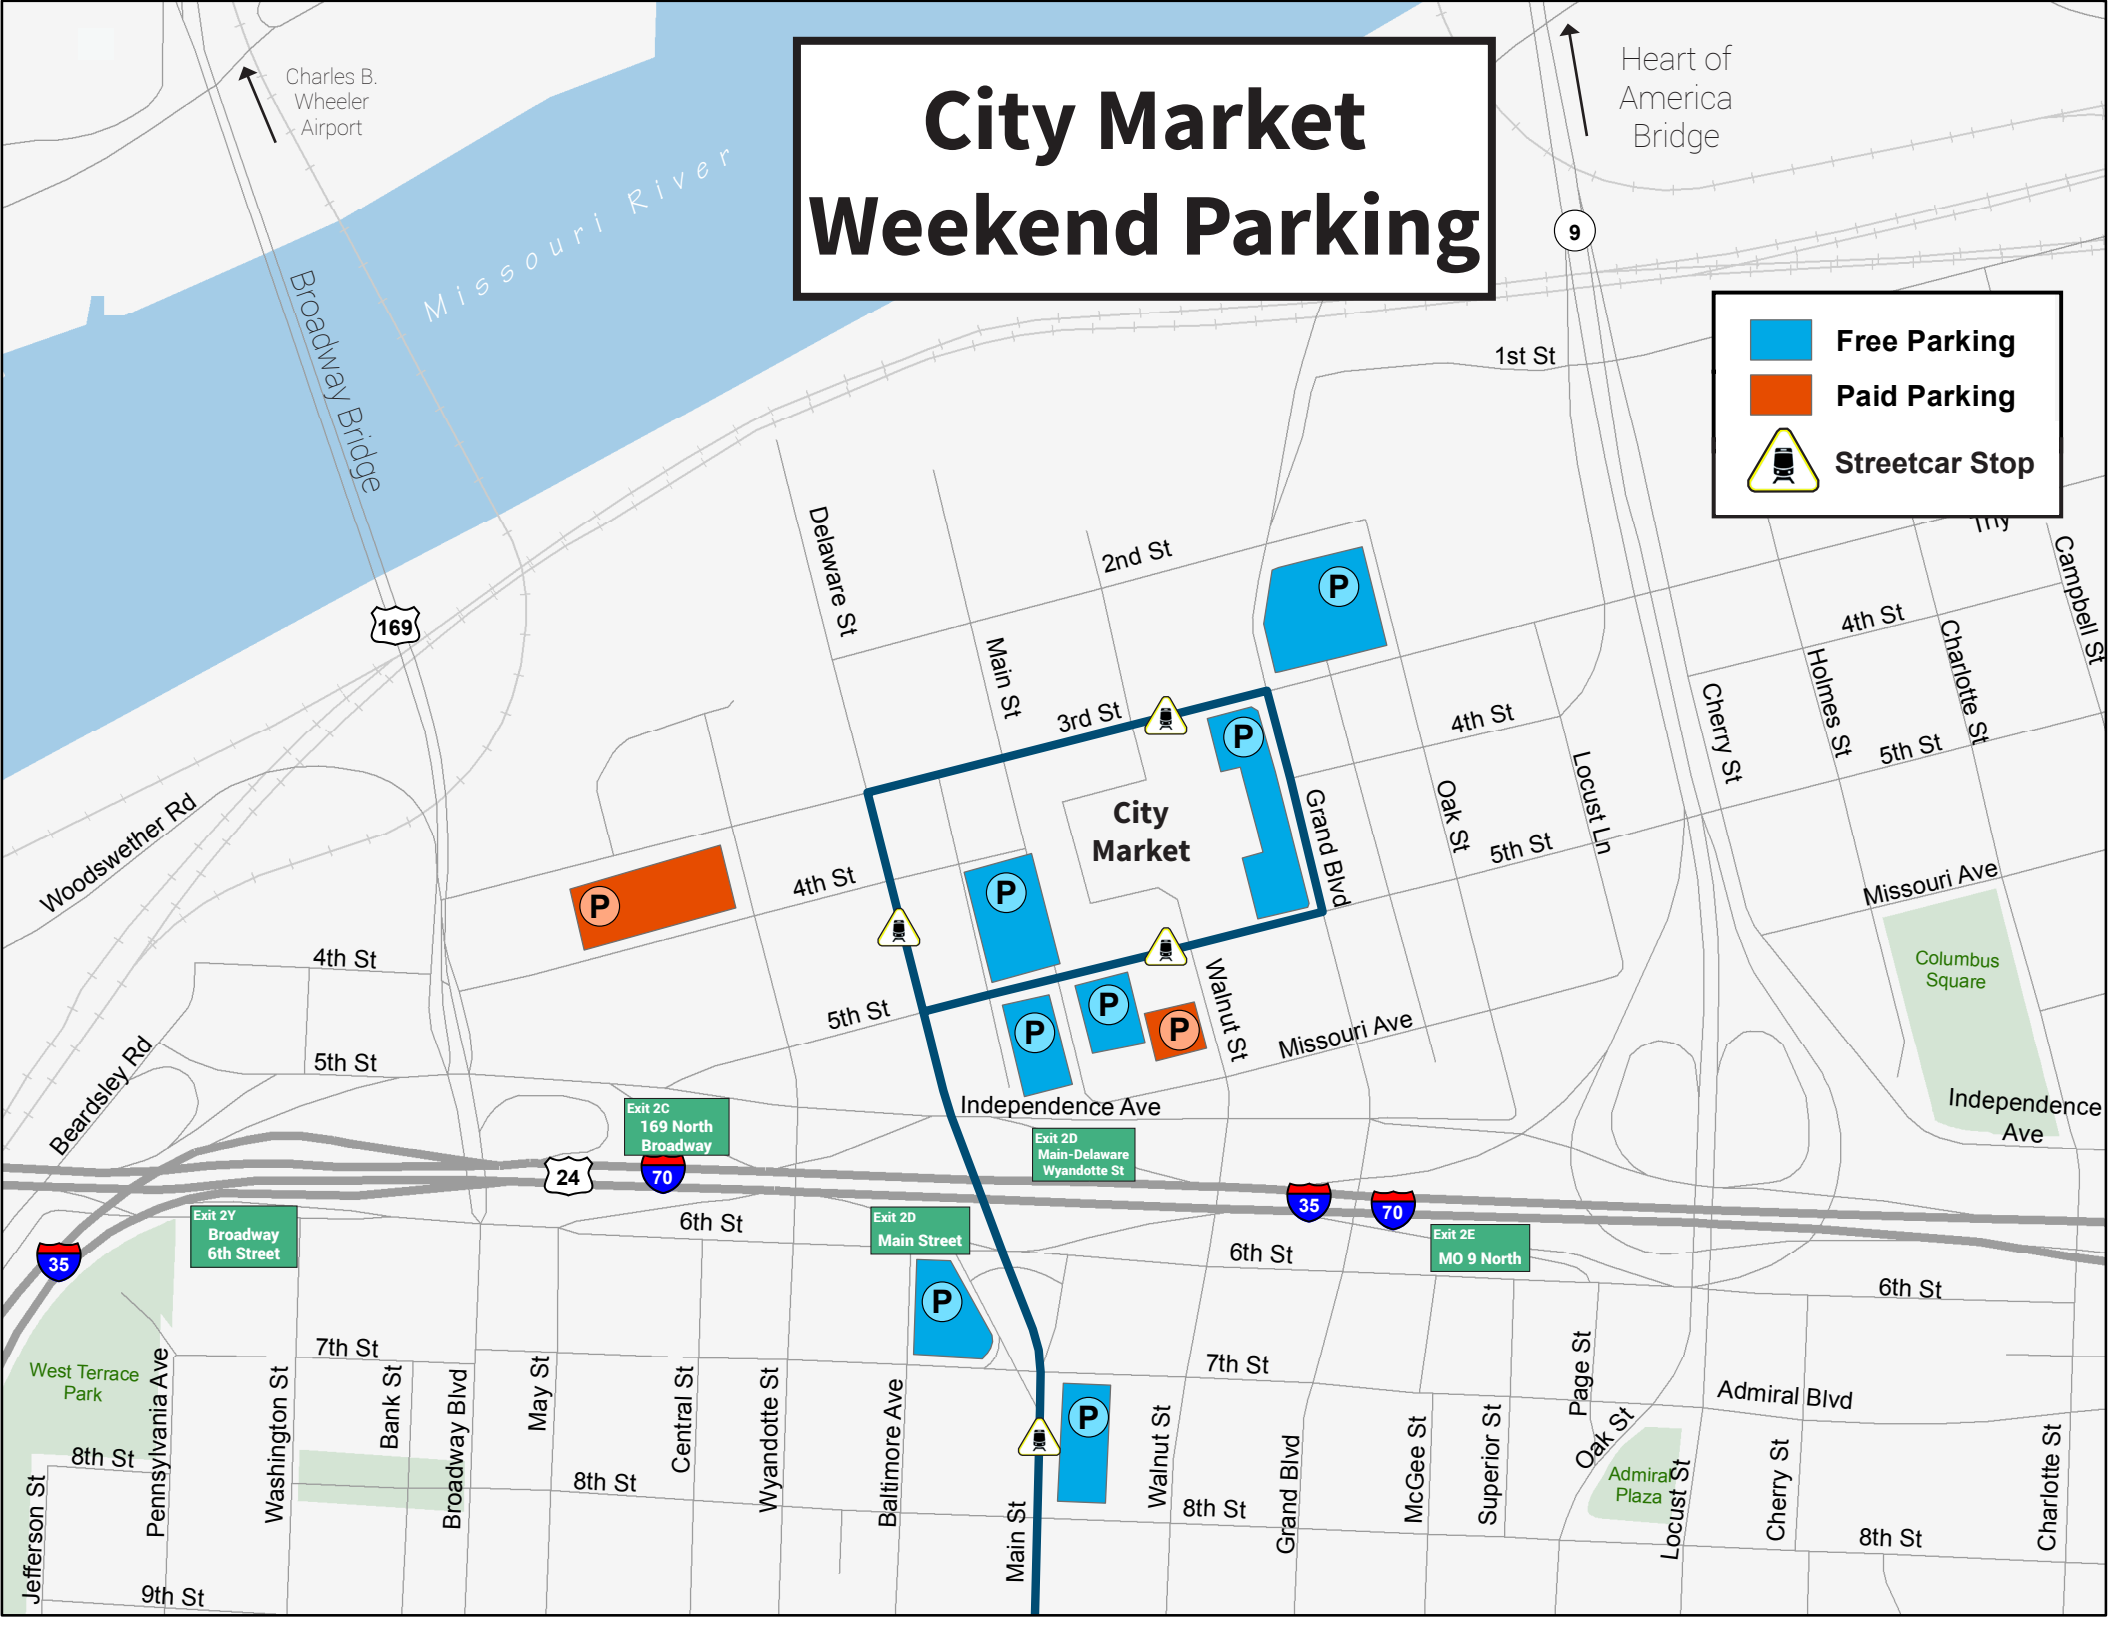 City Market
Weekend Parking
Charles B.
Wheeler
Airport
Heart of
America
Bridge
Missouri River
Broadway Bridge
9
Free Parking
Paid Parking
Streetcar Stop
1st St
169
Delaware St
2nd St
P
Main St
3rd St
P
4th St
Oak St
Locust Ln
Cherry St
Holmes St
4th St
Charlotte St
Campbell St
5th St
City
Market
Grand Blvd
5th St
Missouri Ave
Columbus
Square
Woodswether Rd
P
4th St
P
4th St
5th St
P
P
P
Walnut St
Missouri Ave
Beardsley Rd
5th St
Independence Ave
Independence
Ave
Exit 2C
169 North
Broadway
Exit 2D
Main-Delaware
Wyandotte St
24
70
35
70
35
Exit 2Y
Broadway
6th Street
6th St
Exit 2D
Main Street
6th St
Exit 2E
MO 9 North
6th St
P
7th St
7th St
Admiral Blvd
West Terrace
Park
Pennsylvania Ave
Washington St
Bank St
Broadway Blvd
May St
Central St
Wyandotte St
Baltimore Ave
Main St
P
Walnut St
Grand Blvd
McGee St
Superior St
Page St
Oak St
Admiral
Plaza
Locust St
Cherry St
Charlotte St
8th St
8th St
8th St
8th St
Jefferson St
9th St